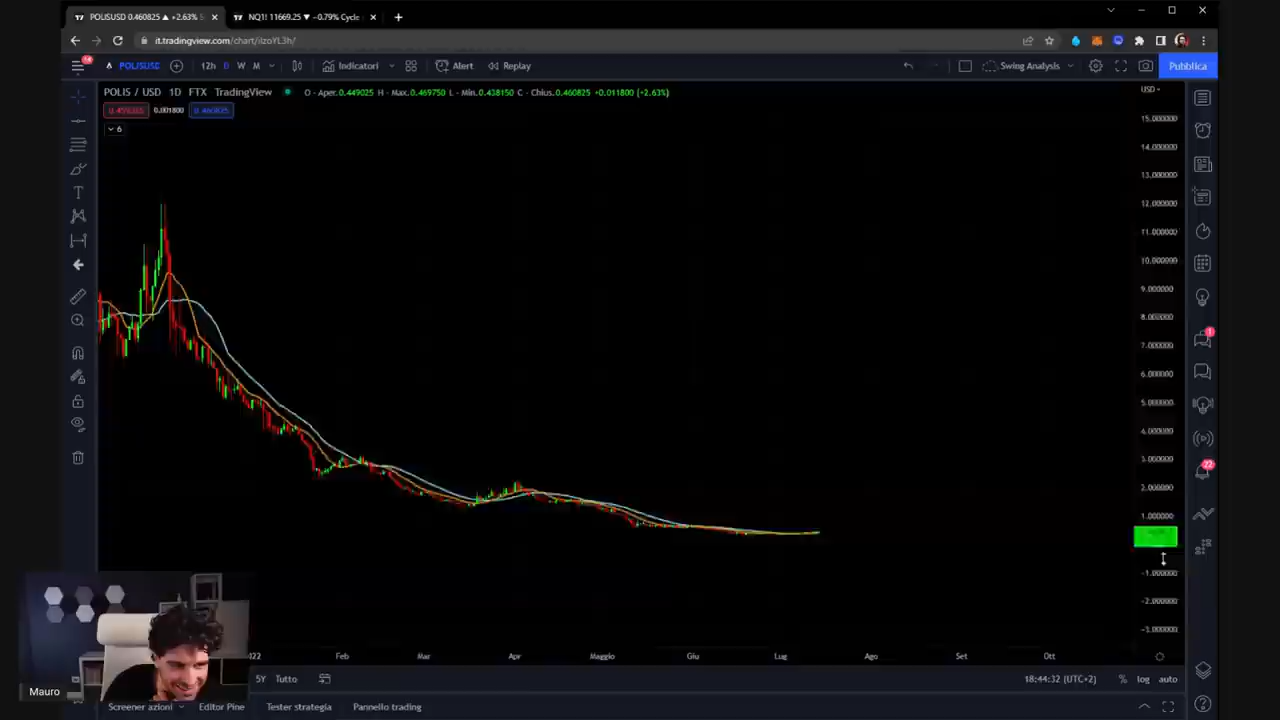 POLISUSD 0.460825 ▲ +2.63%
NQ1! 11669.25 ▼ −0.79% Cycle
it.tradingview.com/chart/iIzoYL3h/
14
POLISUSD
12h D W M
Indicatori
Alert
Replay
Swing Analysis
Pubblica
POLIS / USD 1D FTX TradingView
O - Aper.0.449025 H - Max.0.469750 L - Min.0.438150 C - Chius.0.460825 +0.011800 (+2.63%)
USD
0.001800 0.460825
6
15.000000
14.000000
13.000000
12.000000
11.000000
10.000000
9.000000
8.000000
7.000000
6.000000
5.000000
4.000000
3.000000
2.000000
1.000000
−1.000000
−2.000000
−3.000000
1
22
22 Feb Mar Apr Maggio Giu Lug Ago Set Ott
5Y Tutto
18:44:32 (UTC+2) % log auto
Mauro
Screener azioni Editor Pine Tester strategia Pannello trading